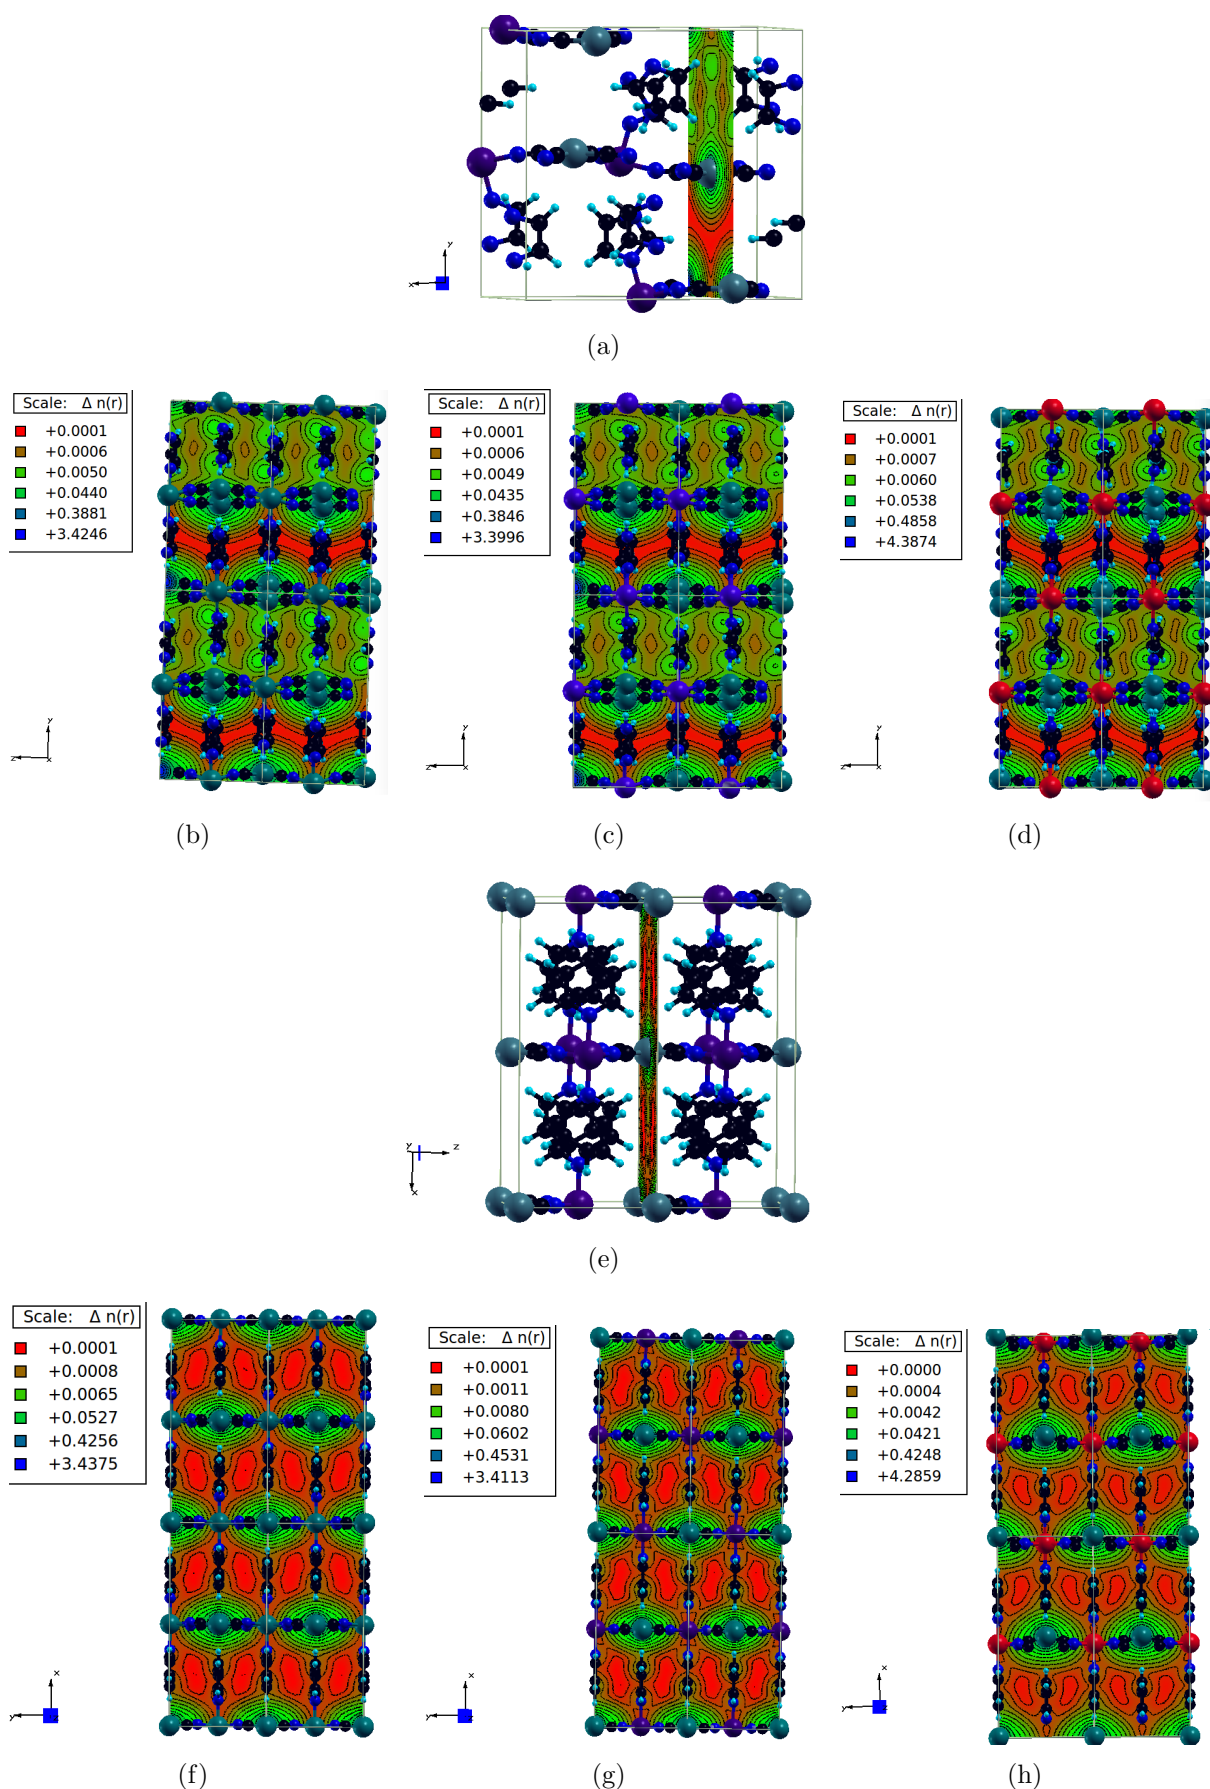 y
x
(a)
Scale: Δ n(r)
+0.0001
+0.0006
+0.0050
+0.0440
+0.3881
+3.4246
y
z
x
(b)
Scale: Δ n(r)
+0.0001
+0.0006
+0.0049
+0.0435
+0.3846
+3.3996
y
z
x
(c)
Scale: Δ n(r)
+0.0001
+0.0007
+0.0060
+0.0538
+0.4858
+4.3874
y
z
x
(d)
y
z
x
(e)
Scale: Δ n(r)
+0.0001
+0.0008
+0.0065
+0.0527
+0.4256
+3.4375
x
y
(f)
Scale: Δ n(r)
+0.0001
+0.0011
+0.0080
+0.0602
+0.4531
+3.4113
x
y
(g)
Scale: Δ n(r)
+0.0000
+0.0004
+0.0042
+0.0421
+0.4248
+4.2859
x
y
(h)